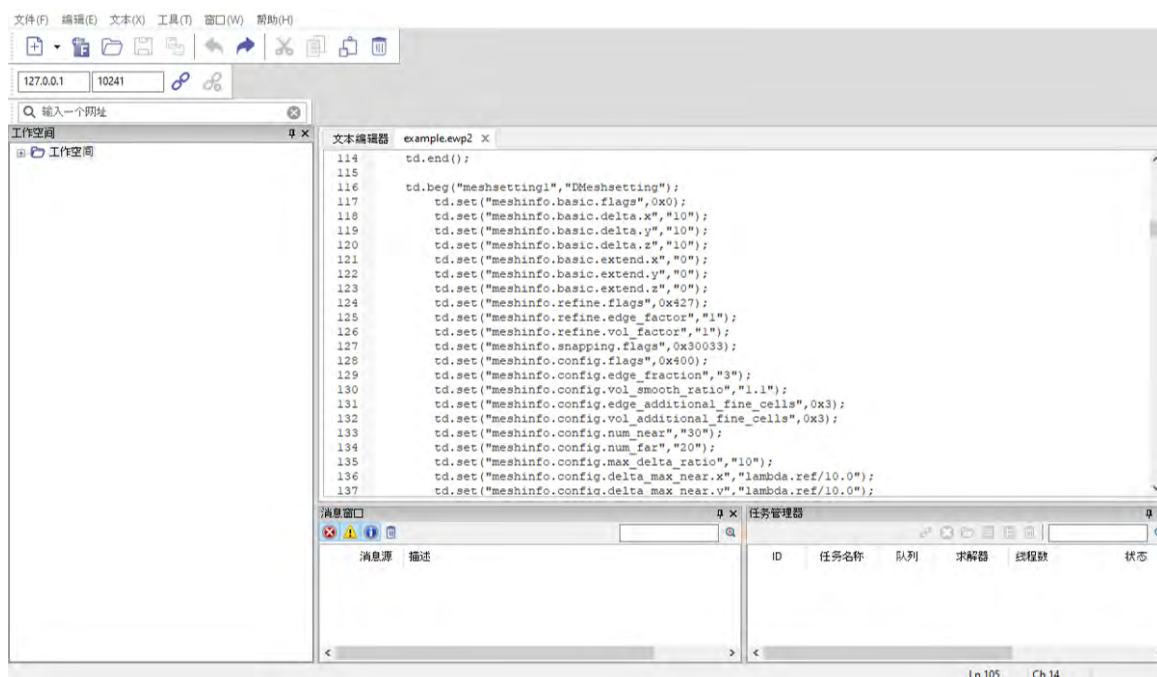 文件(F) 编辑(E) 文本(X) 工具(T) 窗口(W) 帮助(H)
127.0.0.1 10241
输入一个网址
工作空间
工作空间
文本编辑器 example.ewp2
114 td.end();
115
116 td.beg("meshsetting1","DMeshsetting");
117 td.set("meshinfo.basic.flags",0x0);
118 td.set("meshinfo.basic.delta.x","10");
119 td.set("meshinfo.basic.delta.y","10");
120 td.set("meshinfo.basic.delta.z","10");
121 td.set("meshinfo.basic.extend.x","0");
122 td.set("meshinfo.basic.extend.y","0");
123 td.set("meshinfo.basic.extend.z","0");
124 td.set("meshinfo.refine.flags",0x427);
125 td.set("meshinfo.refine.edge_factor","1");
126 td.set("meshinfo.refine.vol_factor","1");
127 td.set("meshinfo.snapping.flags",0x30033);
128 td.set("meshinfo.config.flags",0x400);
129 td.set("meshinfo.config.edge_fraction","3");
130 td.set("meshinfo.config.vol_smooth_ratio","1.1");
131 td.set("meshinfo.config.edge_additional_fine_cells",0x3);
132 td.set("meshinfo.config.vol_additional_fine_cells",0x3);
133 td.set("meshinfo.config.num_near","30");
134 td.set("meshinfo.config.num_far","20");
135 td.set("meshinfo.config.max_delta_ratio","10");
136 td.set("meshinfo.config.delta_max_near.x","lambda.ref/10.0");
137 td.set("meshinfo.config.delta_max_near.y","lambda.ref/10.0");
消息窗口
消息源 描述
任务管理器
ID 任务名称 队列 求解器 线程数 状态
Ln 105 Ch 14